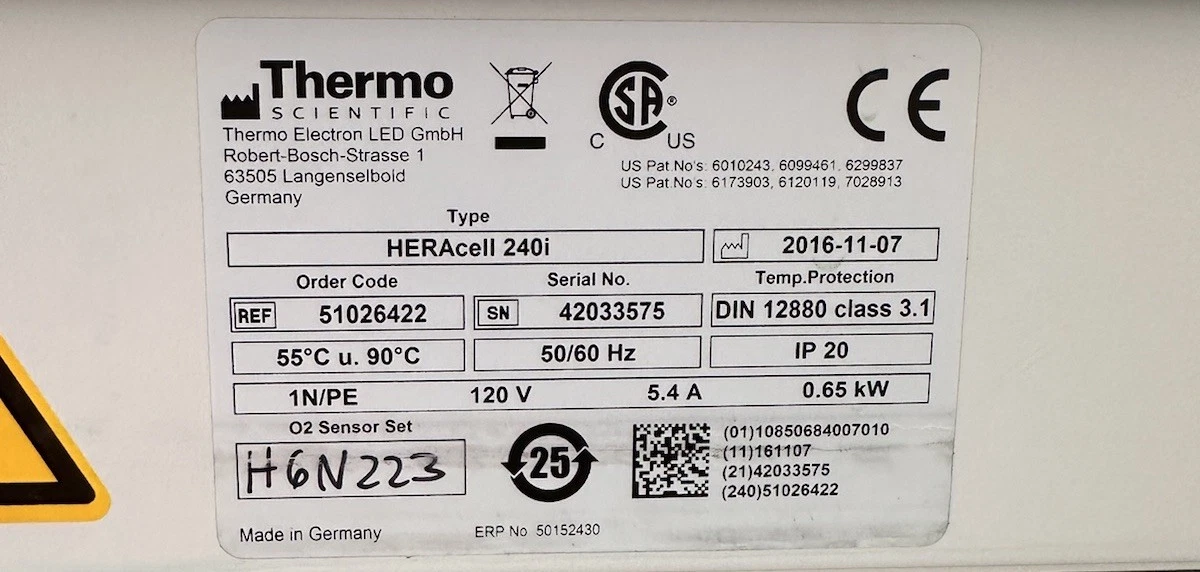 Thermo
SCIENTIFIC
Thermo Electron LED GmbH
Robert-Bosch-Strasse 1
63505 Langenselbold
Germany
C SA ® US
CE
US Pat.No's: 6010243, 6099461, 6299837
US Pat.No's: 6173903, 6120119, 7028913
Type
HERAcell 240i
2016-11-07
Order Code
Serial No.
Temp.Protection
REF 51026422
SN 42033575
DIN 12880 class 3.1
55°C u. 90°C
50/60 Hz
IP 20
1N/PE 120 V 5.4 A 0.65 kW
O2 Sensor Set
H6N223
25
(01)10850684007010
(11)161107
(21)42033575
(240)51026422
Made in Germany
ERP No 50152430